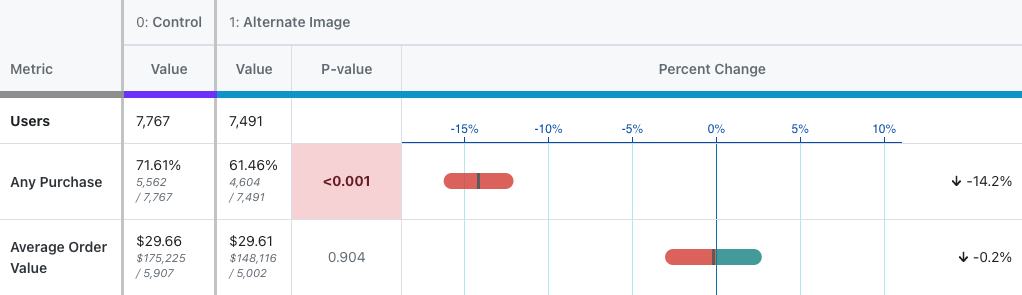 0: Control 1: Alternate Image
Metric Value Value P-value Percent Change
Users 7,767 7,491
-15% -10% -5% 0% 5% 10%
Any Purchase 71.61% 61.46% <0.001 ↓ -14.2%
5,562 4,604
/ 7,767 / 7,491
Average Order Value $29.66 $29.61 0.904 ↓ -0.2%
$175,225 $148,116
/ 5,907 / 5,002